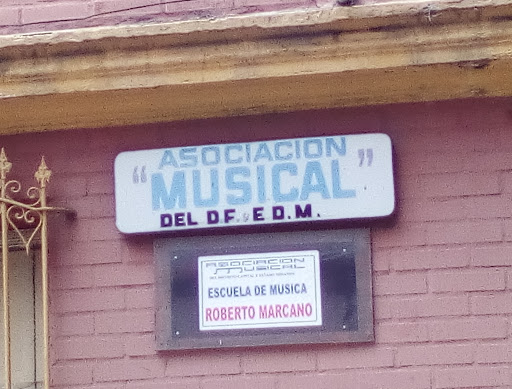 ASOCIACION
"MUSICAL"
DEL D.F. Y E D.M.
ASOCIACION
MUSICAL
ESCUELA DE MUSICA
ROBERTO MARCANO